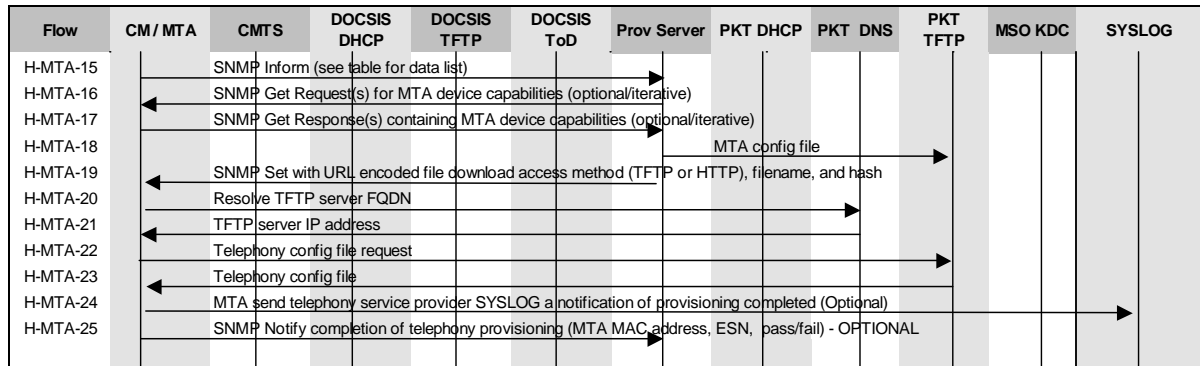 Flow CM / MTA CMTS DOCSIS DHCP DOCSIS TFTP DOCSIS ToD Prov Server PKT DHCP PKT DNS PKT TFTP MSO KDC SYSLOG
H-MTA-15 SNMP Inform (see table for data list)
H-MTA-16 SNMP Get Request(s) for MTA device capabilities (optional/iterative)
H-MTA-17 SNMP Get Response(s) containing MTA device capabilities (optional/iterative)
H-MTA-18 MTA config file
H-MTA-19 SNMP Set with URL encoded file download access method (TFTP or HTTP), filename, and hash
H-MTA-20 Resolve TFTP server FQDN
H-MTA-21 TFTP server IP address
H-MTA-22 Telephony config file request
H-MTA-23 Telephony config file
H-MTA-24 MTA send telephony service provider SYSLOG a notification of provisioning completed (Optional)
H-MTA-25 SNMP Notify completion of telephony provisioning (MTA MAC address, ESN, pass/fail) - OPTIONAL